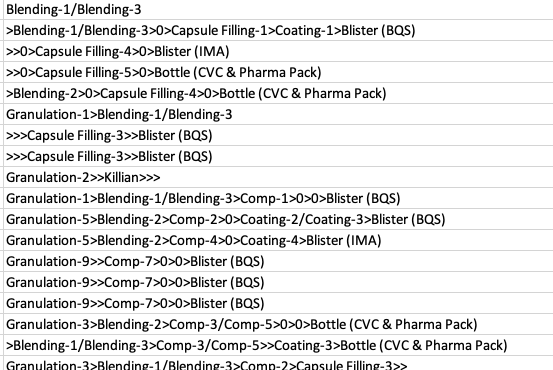 Blending-1/Blending-3
>Blending-1/Blending-3>0>Capsule Filling-1>Coating-1>Blister (BQS)
>>0>Capsule Filling-4>0>Blister (IMA)
>>0>Capsule Filling-5>0>Bottle (CVC & Pharma Pack)
>Blending-2>0>Capsule Filling-4>0>Bottle (CVC & Pharma Pack)
Granulation-1>Blending-1/Blending-3
>>>Capsule Filling-3>>Blister (BQS)
>>>Capsule Filling-3>>Blister (BQS)
Granulation-2>>Killian>>>
Granulation-1>Blending-1/Blending-3>Comp-1>0>0>Blister (BQS)
Granulation-5>Blending-2>Comp-2>0>Coating-2/Coating-3>Blister (BQS)
Granulation-5>Blending-2>Comp-4>0>Coating-4>Blister (IMA)
Granulation-9>>Comp-7>0>0>Blister (BQS)
Granulation-9>>Comp-7>0>0>Blister (BQS)
Granulation-9>>Comp-7>0>0>Blister (BQS)
Granulation-3>Blending-2>Comp-3/Comp-5>0>0>Bottle (CVC & Pharma Pack)
>Blending-1/Blending-3>Comp-3/Comp-5>>Coating-3>Bottle (CVC & Pharma Pack)
Granulation-3>Blending-1/Blending-3>Comp-2>Capsule Filling-3>>